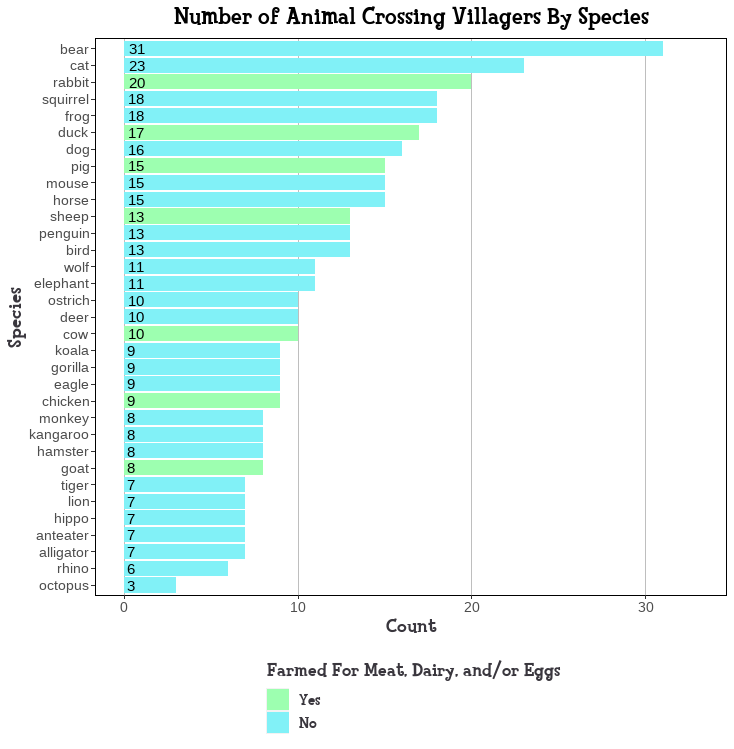 Number of Animal Crossing Villagers By Species
bear 31
cat 23
rabbit 20
squirrel 18
frog 18
duck 17
dog 16
pig 15
mouse 15
horse 15
sheep 13
penguin 13
bird 13
wolf 11
elephant 11
ostrich 10
deer 10
cow 10
koala 9
gorilla 9
eagle 9
chicken 9
monkey 8
kangaroo 8
hamster 8
goat 8
tiger 7
lion 7
hippo 7
anteater 7
alligator 7
rhino 6
octopus 3
Species
0 10 20 30
Count
Farmed For Meat, Dairy, and/or Eggs
Yes
No